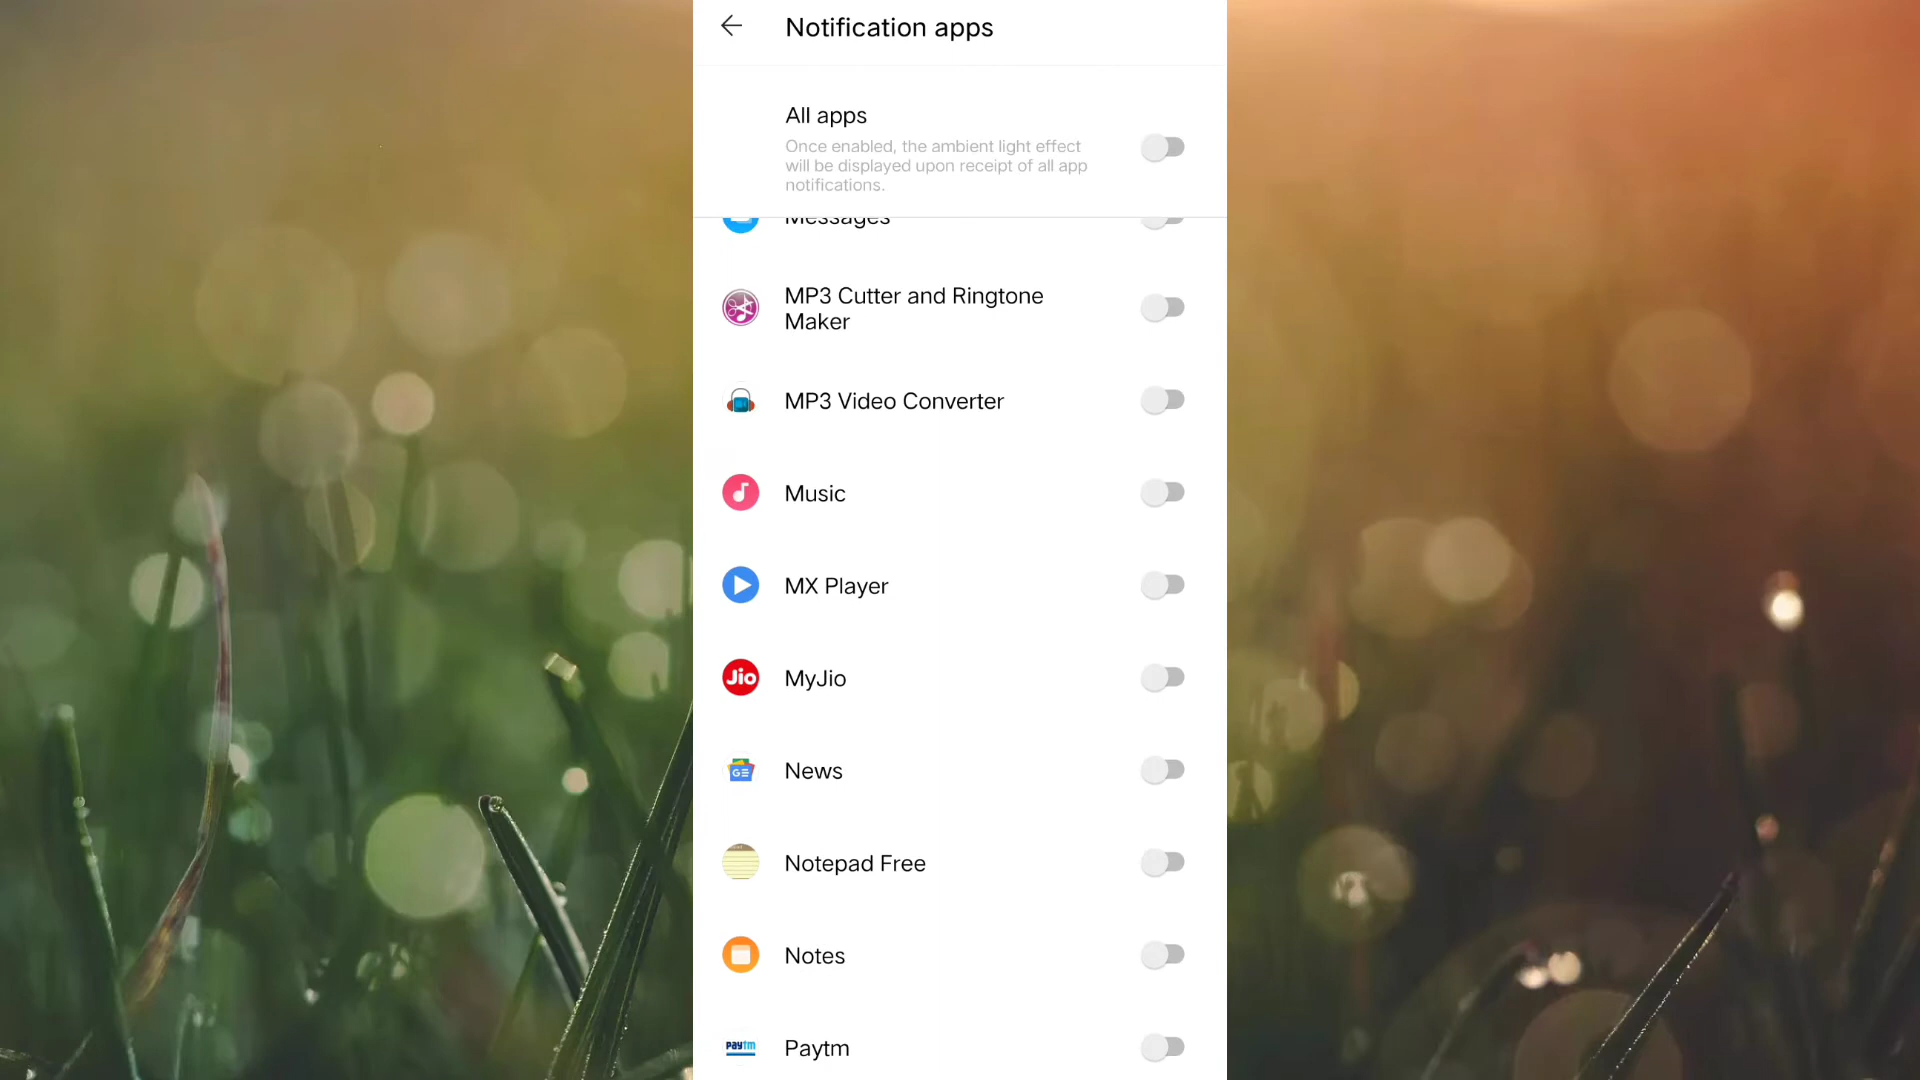 Notification apps
All apps
Once enabled, the ambient light effect
will be displayed upon receipt of all app
notifications.
Messages
MP3 Cutter and Ringtone
Maker
MP3 Video Converter
Music
MX Player
Jio
MyJio
GE
News
Notepad Free
Notes
paytm
Paytm